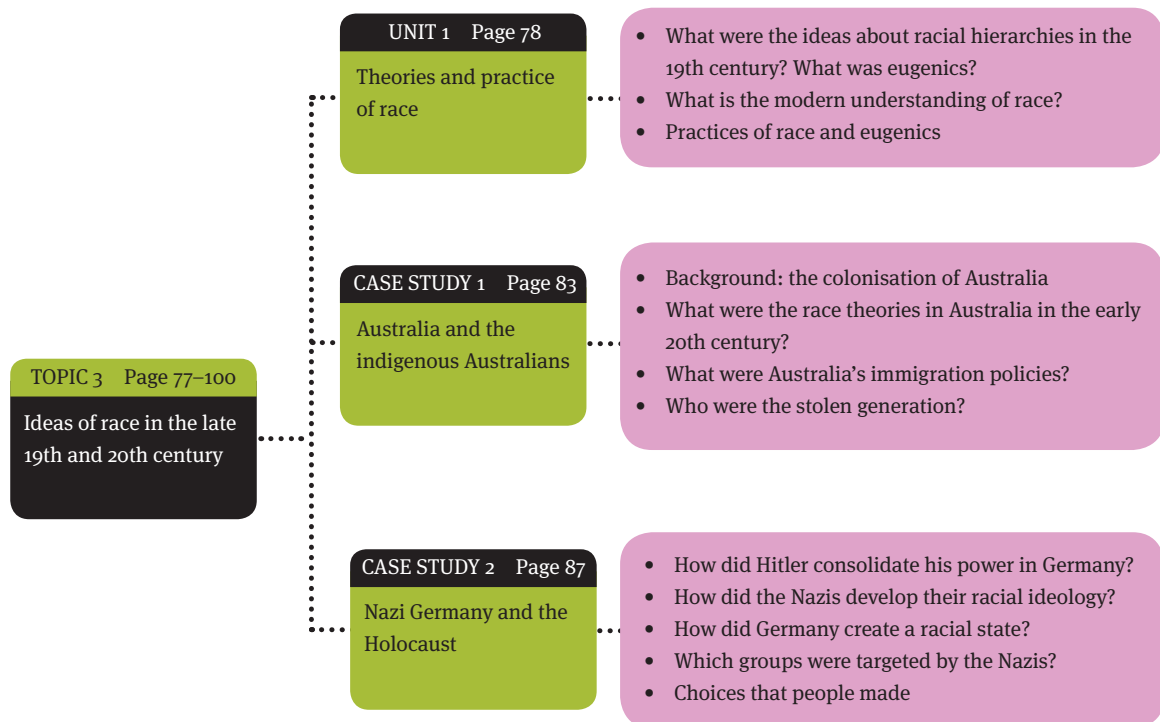 UNIT 1 Page 78
Theories and practice
of race
• What were the ideas about racial hierarchies in the
19th century? What was eugenics?
• What is the modern understanding of race?
• Practices of race and eugenics
CASE STUDY 1 Page 83
Australia and the
indigenous Australians
• Background: the colonisation of Australia
• What were the race theories in Australia in the early
20th century?
• What were Australia's immigration policies?
• Who were the stolen generation?
TOPIC 3 Page 77–100
Ideas of race in the late
19th and 20th century
CASE STUDY 2 Page 87
Nazi Germany and the
Holocaust
• How did Hitler consolidate his power in Germany?
• How did the Nazis develop their racial ideology?
• How did Germany create a racial state?
• Which groups were targeted by the Nazis?
• Choices that people made